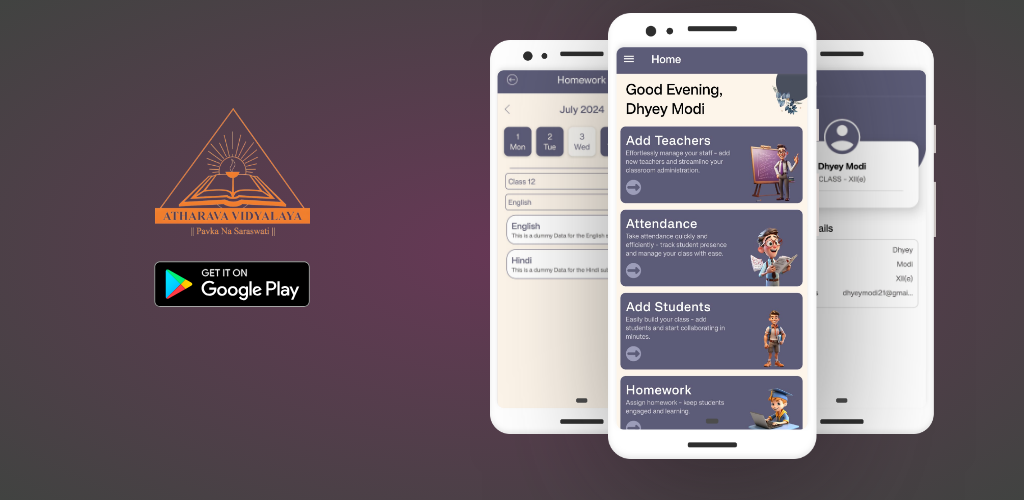 ATHARAVA VIDYALAYA
|| Pavka Na Saraswati ||
GET IT ON
Google Play
Homework
July 2024
1
Mon
2
Tue
3
Wed
Class 12
English
English
This is a dummy Data for the English
Hindi
This is a dummy Data for the Hindi
Home
Good Evening,
Dhyey Modi
Add Teachers
Effortlessly manage your staff – add
new teachers and streamline your
classroom administration.
Attendance
Take attendance quickly and
efficiently – track student presence
and manage your class with ease.
Add Students
Easily build your class – add
students and start collaborating in
minutes.
Homework
Assign homework – keep students
engaged and learning.
Dhyey Modi
CLASS - XII(e)
Dhyey
Modi
XII(e)
dhyeymodi21@gmai...